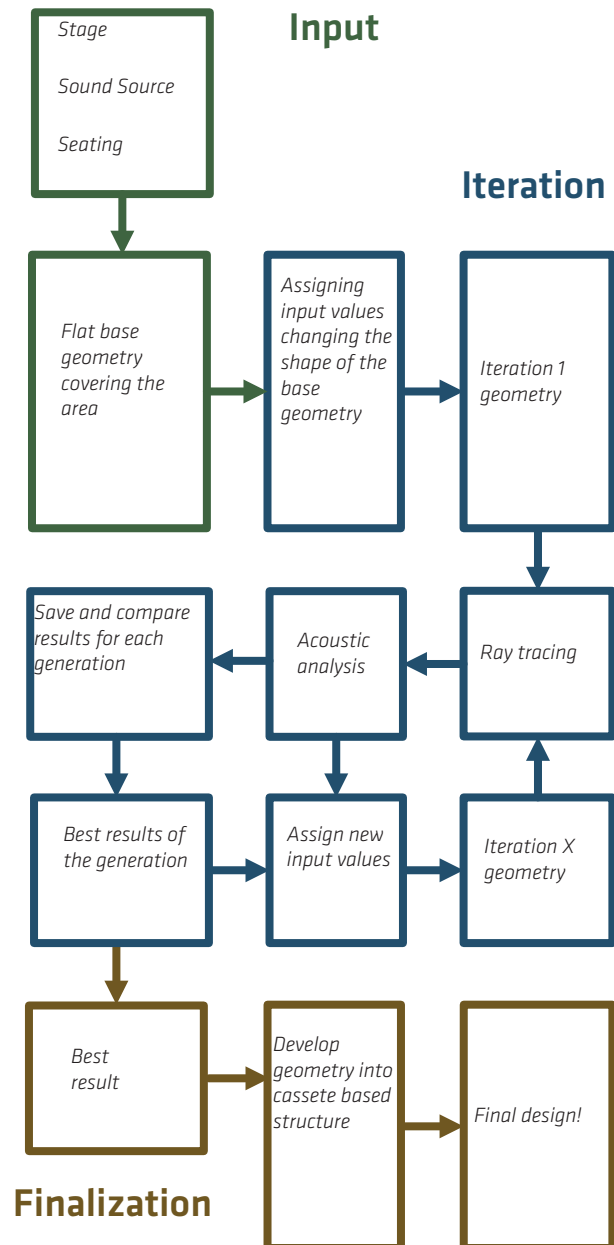 Input
Stage
Sound Source
Seating
Iteration
Flat base
geometry
covering the
area
Assigning
input values
changing the
shape of the
base
geometry
Iteration 1
geometry
Save and compare
results for each
generation
Acoustic
analysis
Ray tracing
Best results of
the generation
Assign new
input values
Iteration X
geometry
Best
result
Develop
geometry into
cassete based
structure
Final design!
Finalization